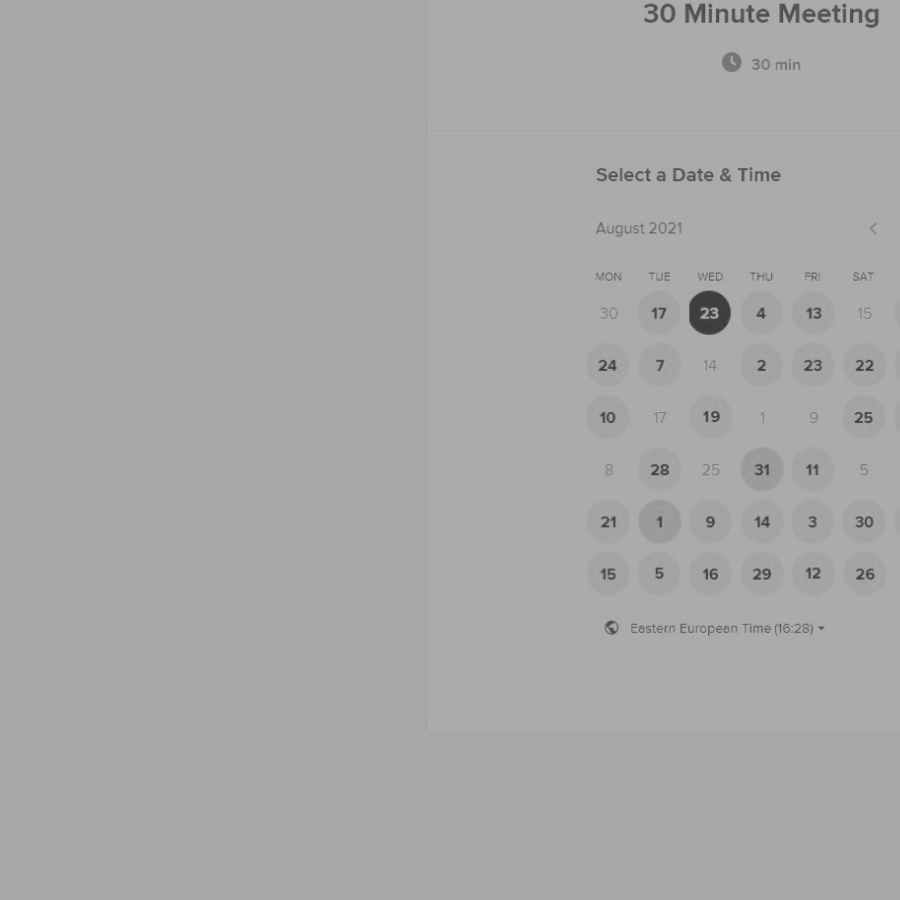 30 Minute Meeting
30 min
Select a Date & Time
August 2021
MON TUE WED THU FRI SAT
30 17 23 4 13 15
24 7 14 2 23 22
10 17 19 1 9 25
8 28 25 31 11 5
21 1 9 14 3 30
15 5 16 29 12 26
Eastern European Time (16:28)